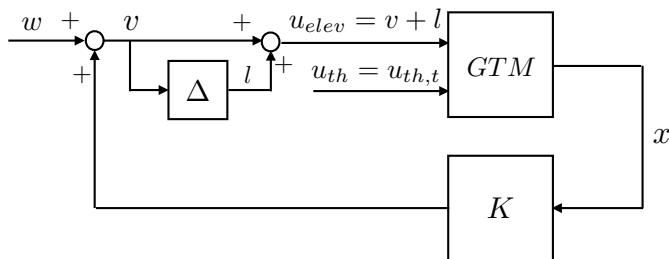 w + v + u_{elev} = v + l
+ Δ l + u_{th} = u_{th,t} GTM
x
K